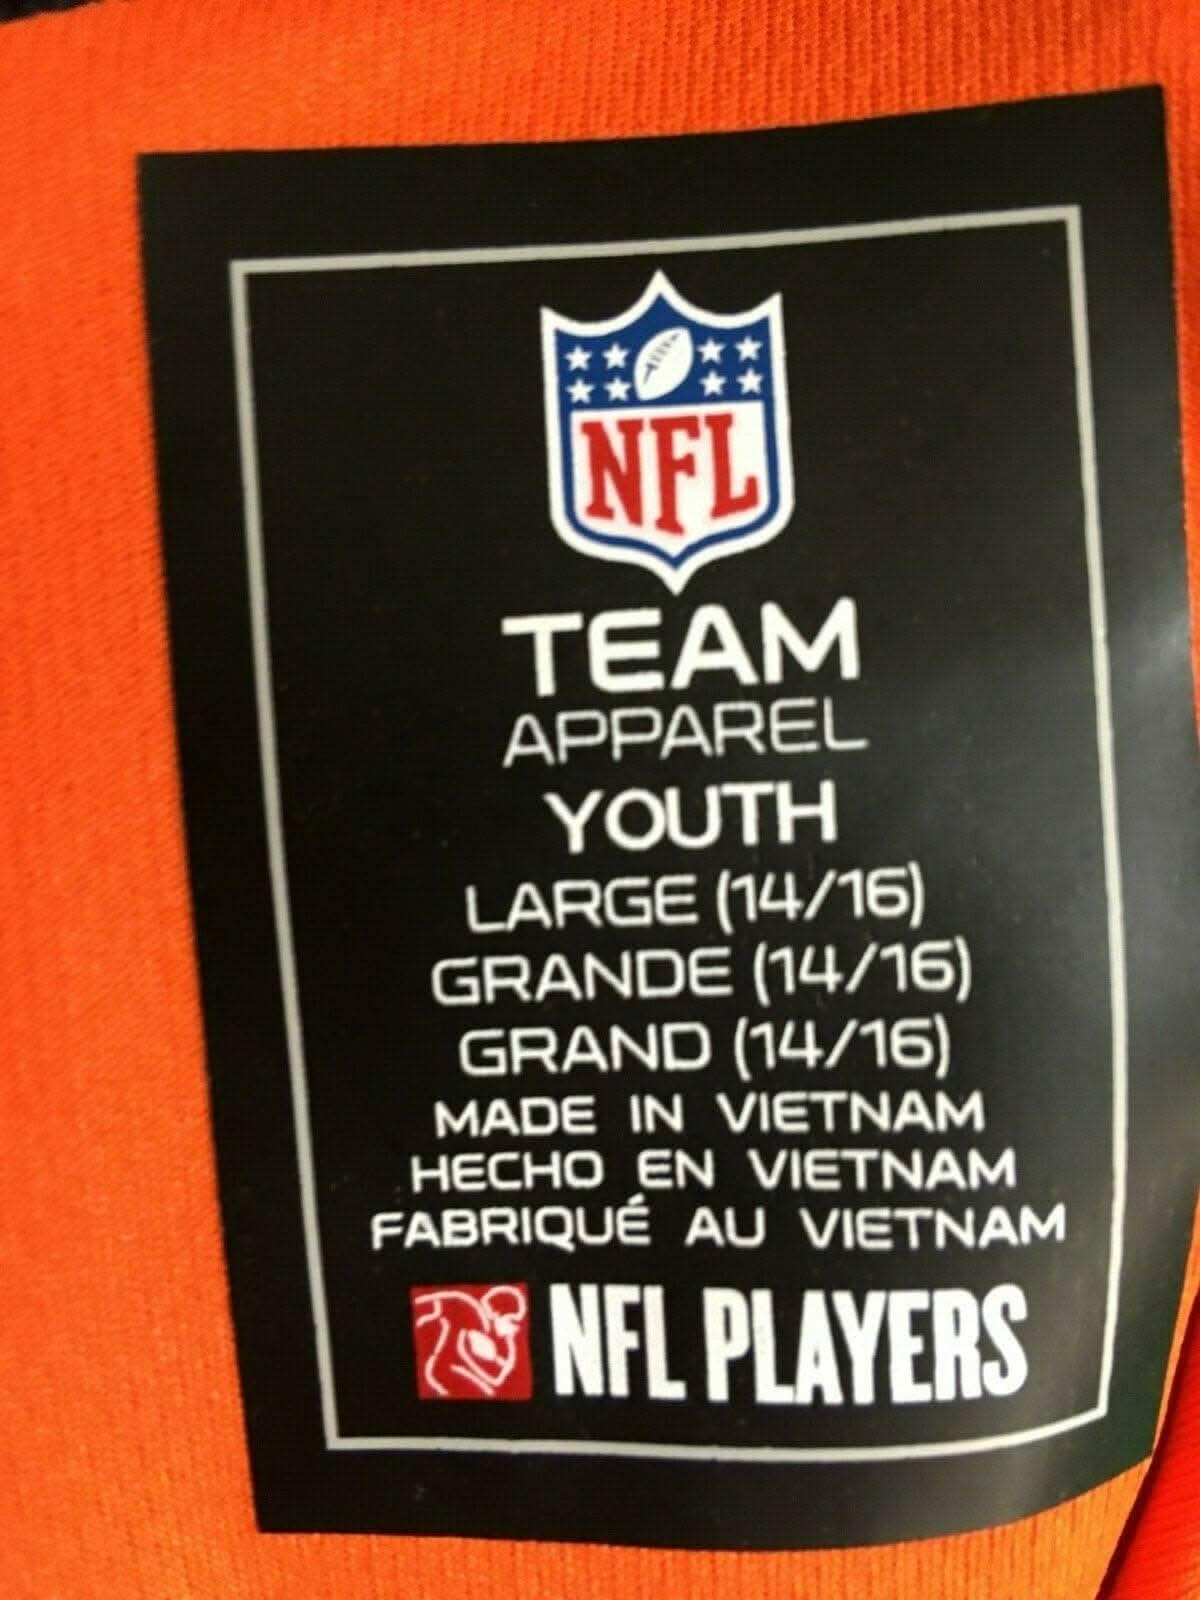 NFL
TEAM
APPAREL
YOUTH
LARGE (14/16)
GRANDE (14/16)
GRAND (14/16)
MADE IN VIETNAM
HECHO EN VIETNAM
FABRIQUÉ AU VIETNAM
NFL PLAYERS